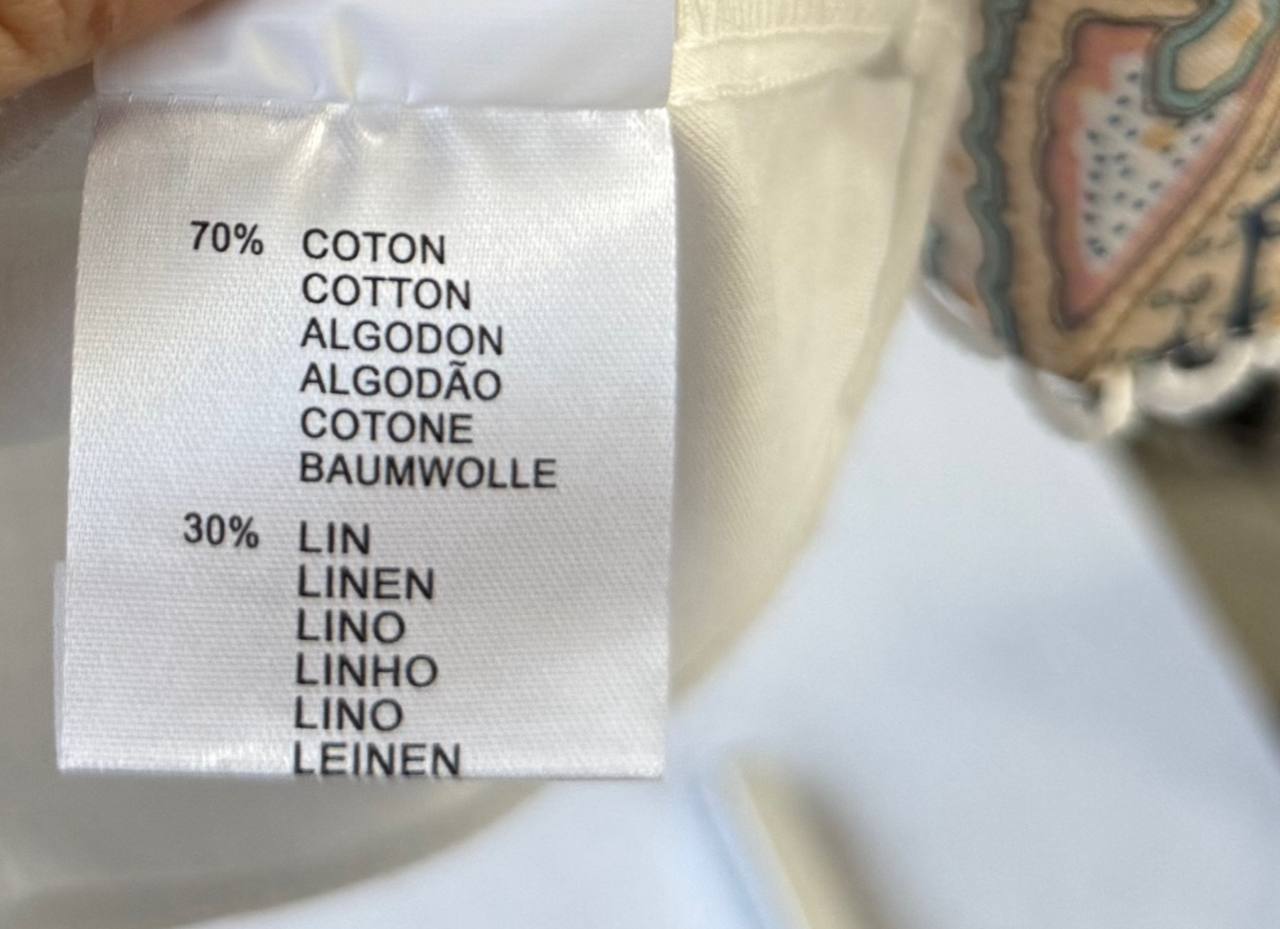 70% COTON
COTTON
ALGODON
ALGODÃO
COTONE
BAUMWOLLE
30% LIN
LINEN
LINO
LINHO
LINO
LEINEN